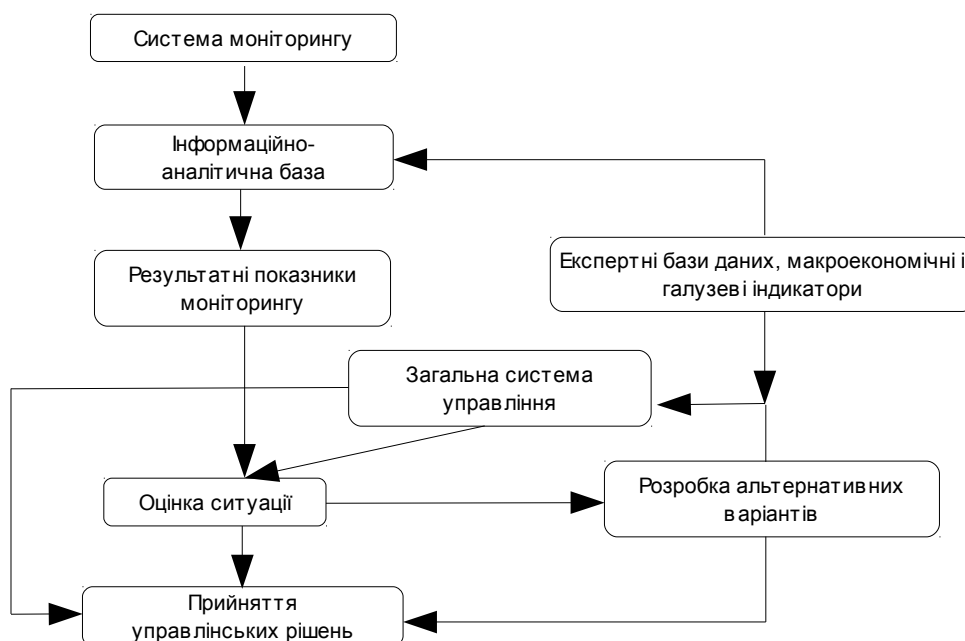 Система моніторингу
Інформаційно-
аналітична база
Результатні показники
моніторингу
Експертні бази даних, макроекономічні і
галузеві індикатори
Загальна система
управління
Оцінка ситуації
Розробка альтернативних
варіантів
Прийняття
управлінських рішень